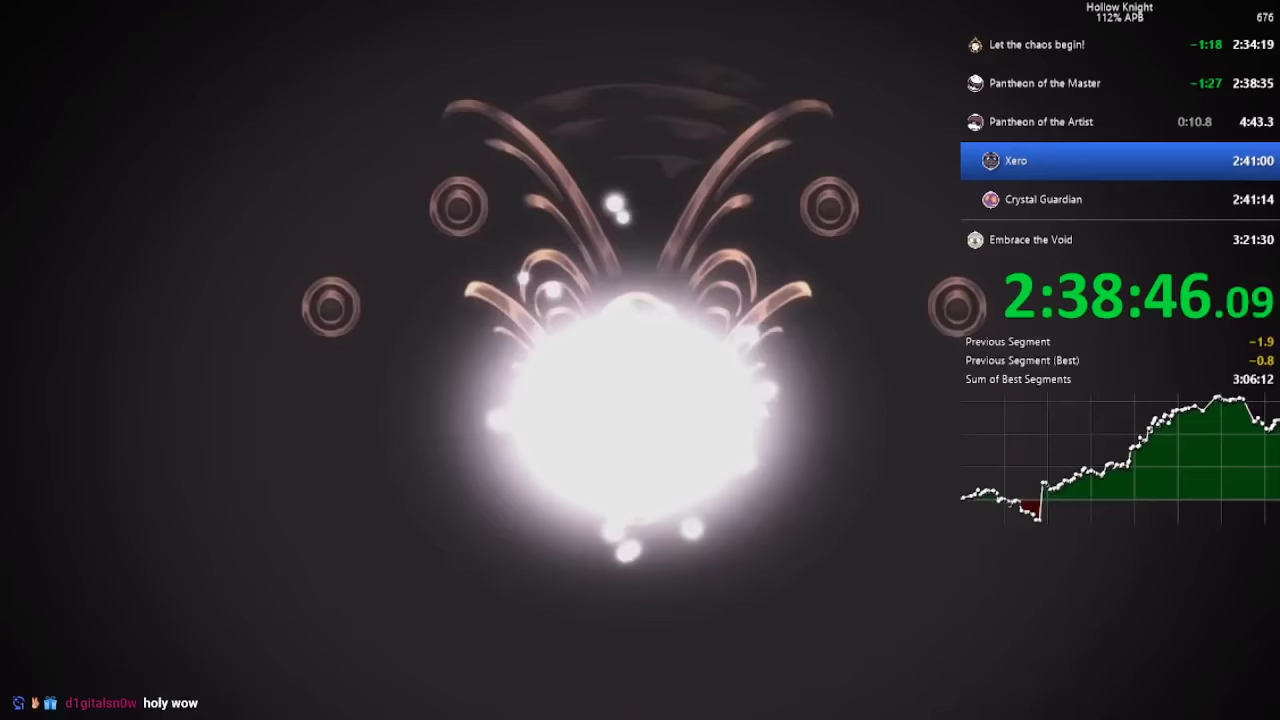 Hollow Knight
112% APB 676
Let the chaos begin! −1:18 2:34:19
Pantheon of the Master −1:27 2:38:35
Pantheon of the Artist 0:10.8 4:43.3
Xero 2:41:00
Crystal Guardian 2:41:14
Embrace the Void 3:21:30
2:38:46.09
Previous Segment −1.9
Previous Segment (Best) −0.8
Sum of Best Segments 3:06:12
d1gitalsn0w holy wow